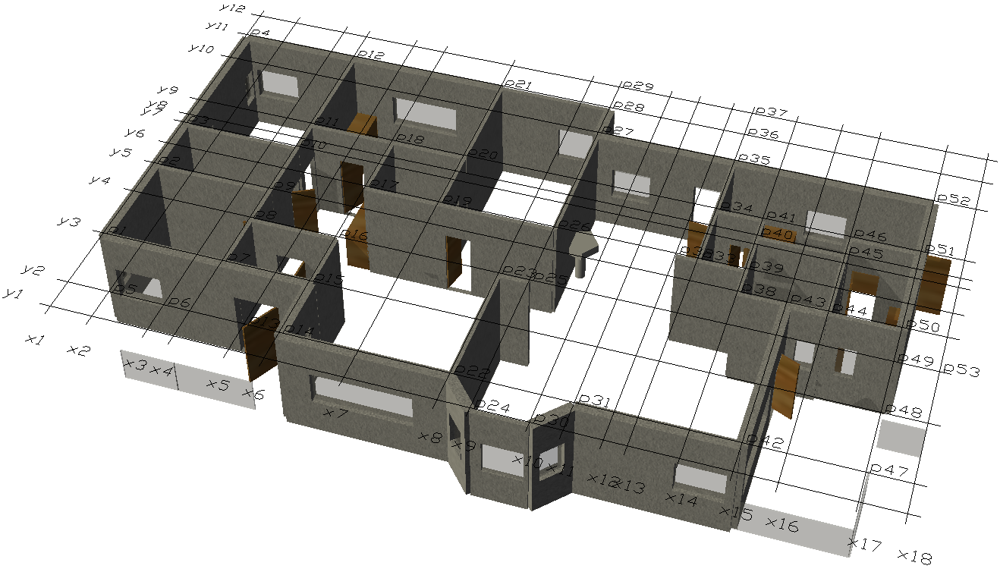 y12
y11 p4
p12
y10
p21 p29
p28
p37
y9
y8
y7 p3
p11
p27
p36
y6
p10
p18
p20
p35
y5 p2
p9
p17
p19
p34
p52
y4
p8
p16
p26
p41
p40
p46
p51
y3 p1
p7
p15
p23 p25
p38 p33
p39
p45
y2
p5
p6
p38
p43
p44
p50
y1
p13 p14
p49 p53
x1 x2
x3 x4
x5 x6
p22
p24
p30
p31
p48
x7
x8 x9
x10 x11
x12 x13
x14
p42
p47
x15 x16
x17 x18